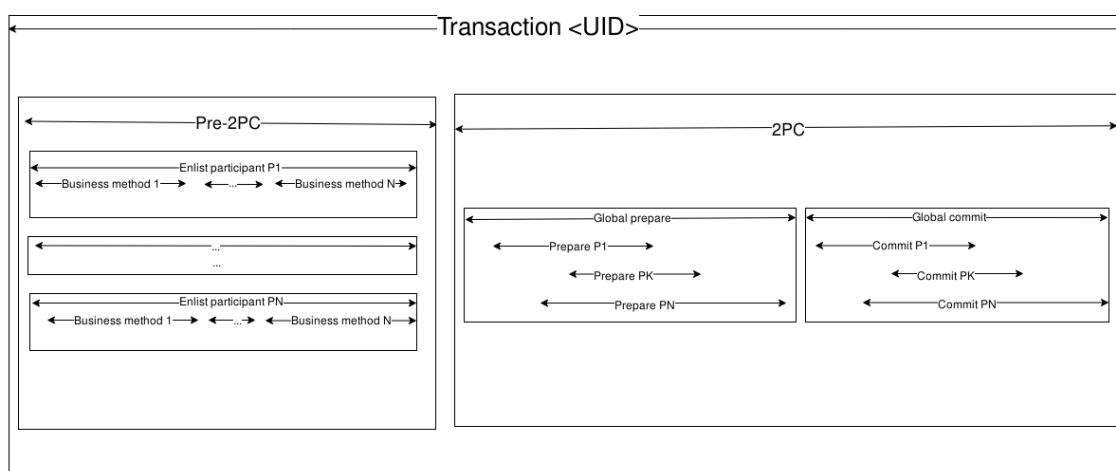 Transaction <UID>
Pre-2PC
Enlist participant P1
Business method 1 ... Business method N
...
...
Enlist participant PN
Business method 1 ... Business method N
2PC
Global prepare
Prepare P1
Prepare PK
Prepare PN
Global commit
Commit P1
Commit PK
Commit PN